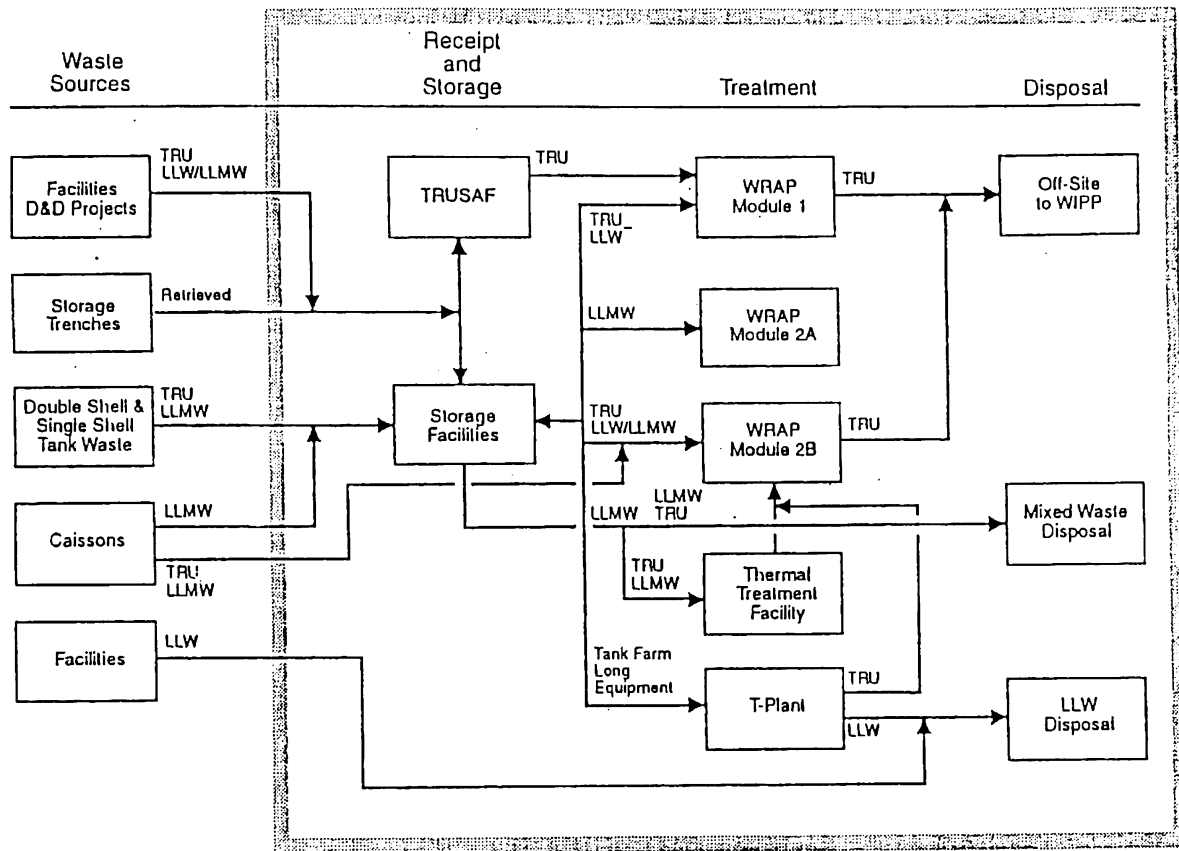 Waste
Sources
Receipt
and
Storage
Treatment
Disposal
Facilities
D&D Projects
TRU
LLW/LLMW
TRUSAF
TRU
WRAP
Module 1
TRU
Off-Site
to WIPP
TRU
LLW
Storage
Trenches
Retrieved
LLMW
WRAP
Module 2A
Double Shell &
Single Shell
Tank Waste
TRU
LLMW
Storage
Facilities
TRU
LLW/LLMW
WRAP
Module 2B
TRU
Caissons
LLMW
TRU
LLMW
LLMW
LLMW
TRU
Mixed Waste
Disposal
TRU
LLMW
Thermal
Treatment
Facility
Facilities
LLW
Tank Farm
Long
Equipment
T-Plant
TRU
LLW
LLW
Disposal